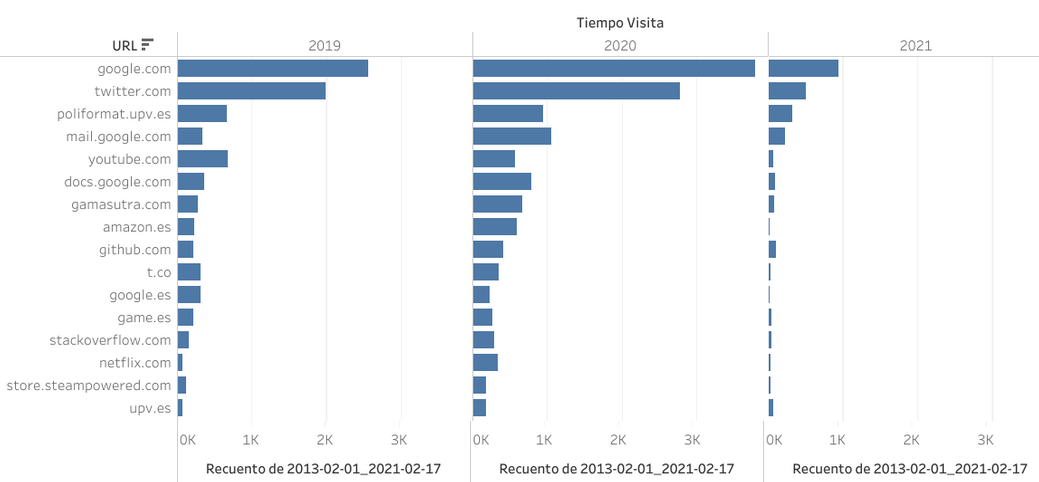 Tiempo Visita
URL 2019 2020 2021
google.com
twitter.com
poliformat.upv.es
mail.google.com
youtube.com
docs.google.com
gamasutra.com
amazon.es
github.com
t.co
google.es
game.es
stackoverflow.com
netflix.com
store.steampowered.com
upv.es
0K 1K 2K 3K 0K 1K 2K 3K 0K 1K 2K 3K
Recuento de 2013-02-01_2021-02-17 Recuento de 2013-02-01_2021-02-17 Recuento de 2013-02-01_2021-02-17